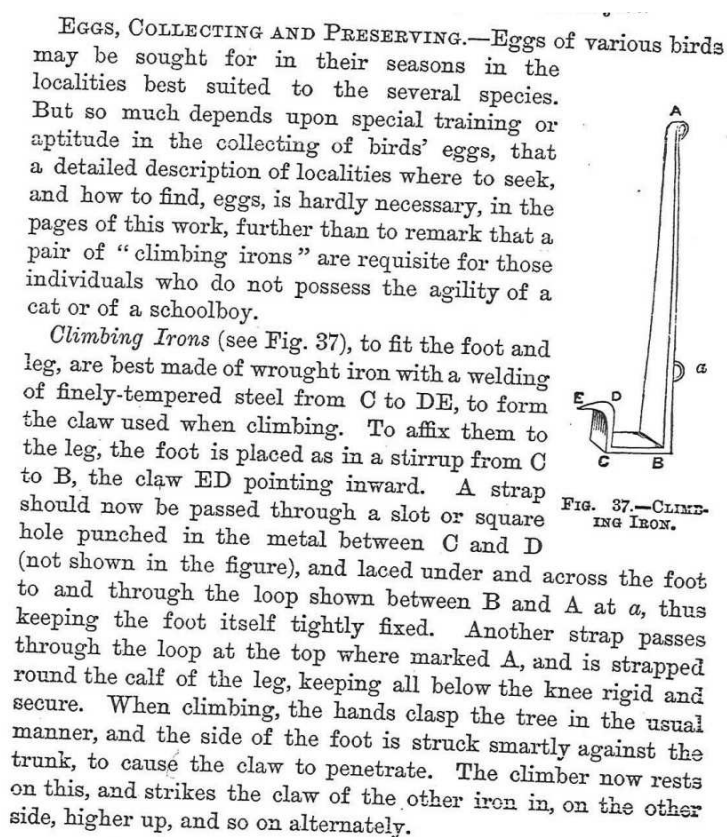 EGGS, COLLECTING AND PRESERVING.—Eggs of various birds
may be sought for in their seasons in the
localities best suited to the several species.
But so much depends upon special training or
aptitude in the collecting of birds' eggs, that
a detailed description of localities where to seek,
and how to find, eggs, is hardly necessary, in the
pages of this work, further than to remark that a
pair of "climbing irons" are requisite for those
individuals who do not possess the agility of a
cat or of a schoolboy.
Climbing Irons (see Fig. 37), to fit the foot and
leg, are best made of wrought iron with a welding
of finely-tempered steel from C to DE, to form
the claw used when climbing. To affix them to
the leg, the foot is placed as in a stirrup from C
to B, the claw ED pointing inward. A strap
should now be passed through a slot or square
hole punched in the metal between C and D
(not shown in the figure), and laced under and across the foot
to and through the loop shown between B and A at a, thus
keeping the foot itself tightly fixed. Another strap passes
through the loop at the top where marked A, and is strapped
round the calf of the leg, keeping all below the knee rigid and
secure. When climbing, the hands clasp the tree in the usual
manner, and the side of the foot is struck smartly against the
trunk, to cause the claw to penetrate. The climber now rests
on this, and strikes the claw of the other iron in, on the other
side, higher up, and so on alternately.
A
a
E D
C B
FIG. 37.—CLIMB-
ING IRON.